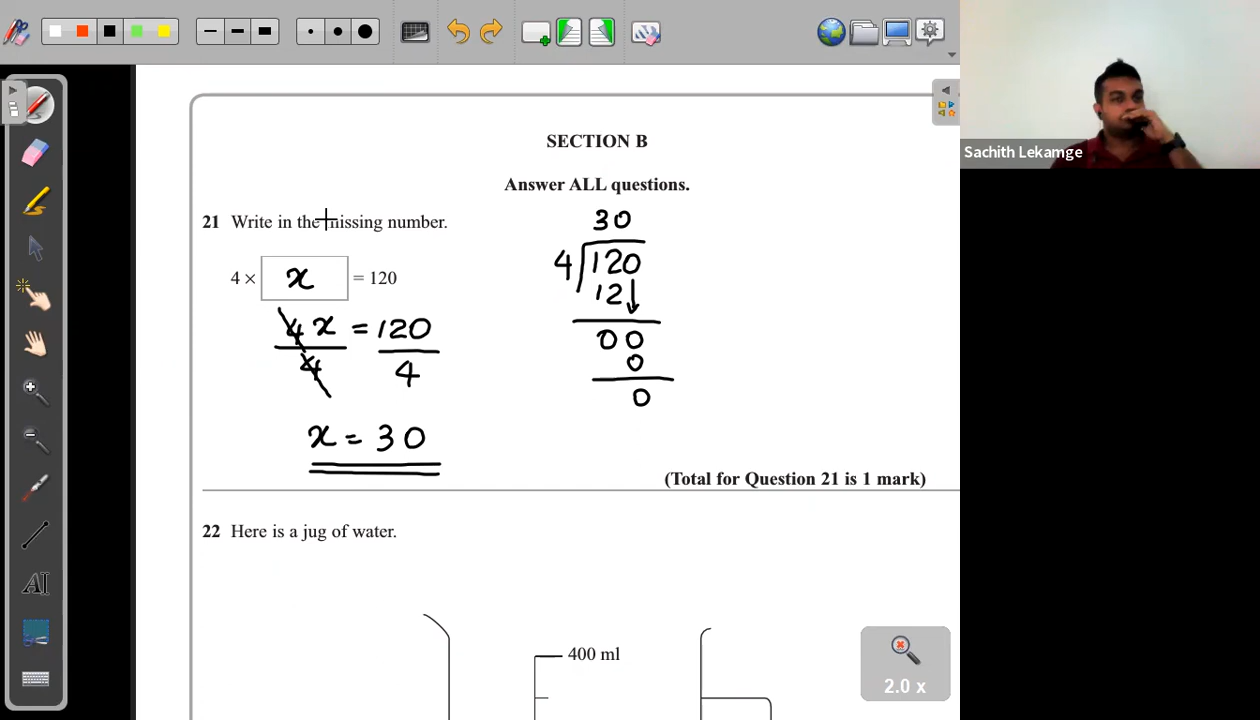 Sachith Lekamge
SECTION B
Answer ALL questions.
21 Write in the missing number.
4 × x = 120
4x = 120
4 4
x = 30
30
4 120
12
00
0
0
(Total for Question 21 is 1 mark)
22 Here is a jug of water.
400 ml
2.0 x
AI